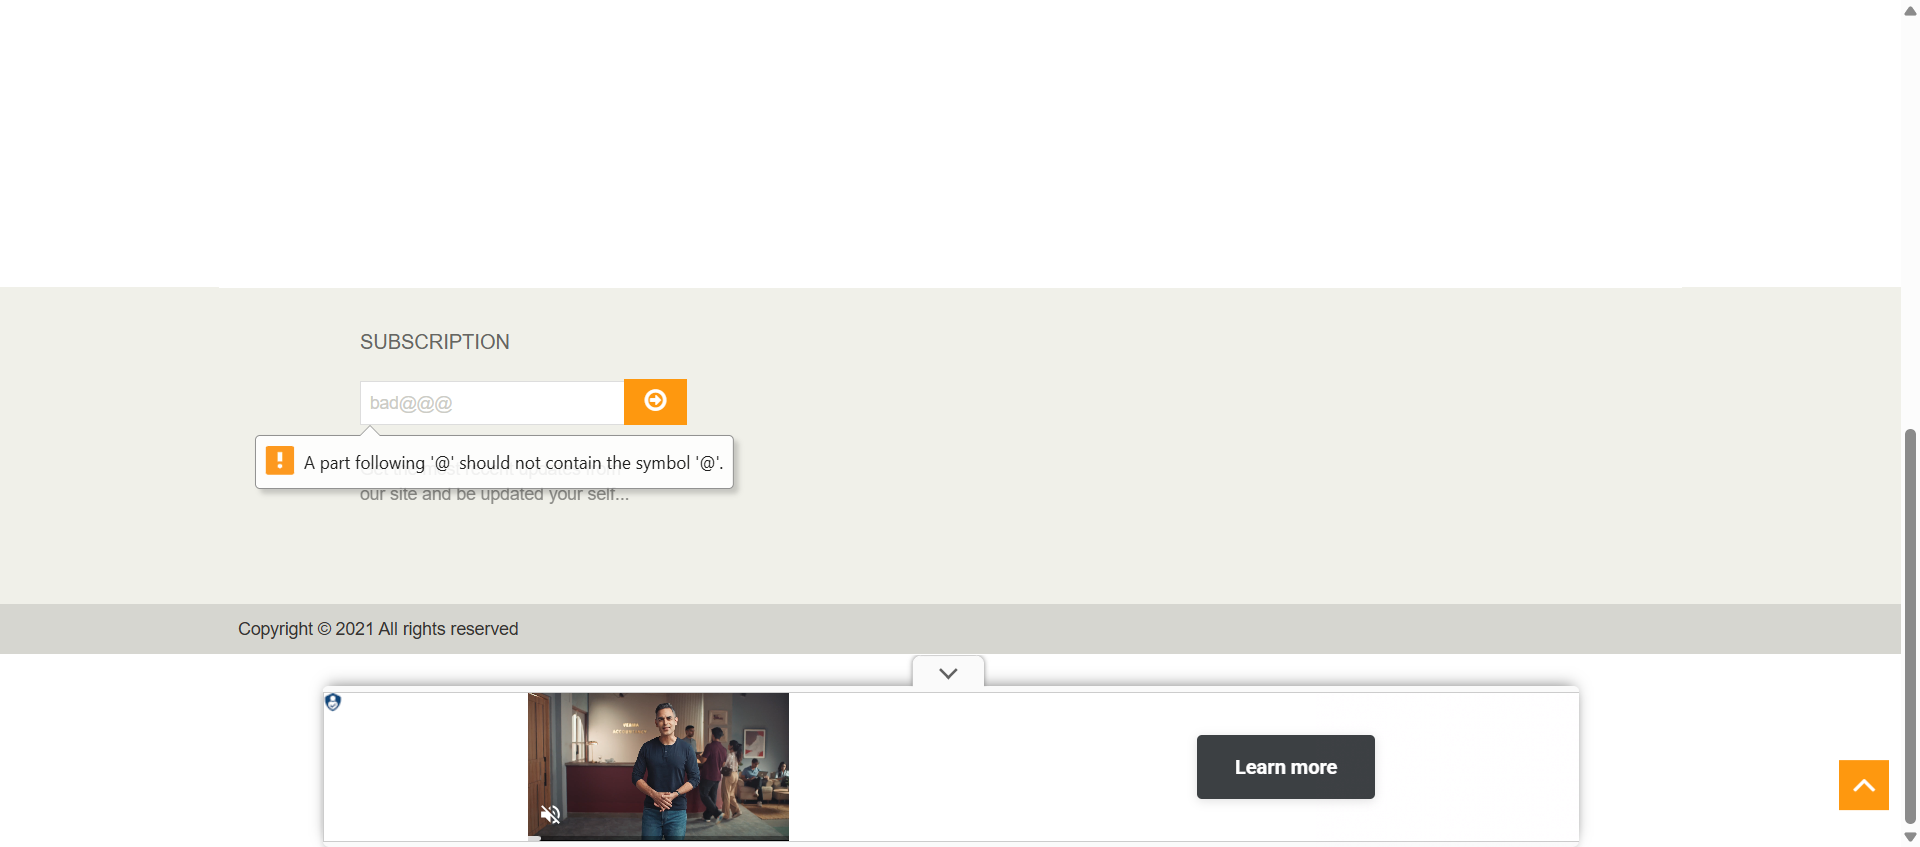 SUBSCRIPTION
bad@@@
A part following '@' should not contain the symbol '@'.
our site and be updated your self...
Copyright © 2021 All rights reserved
Learn more